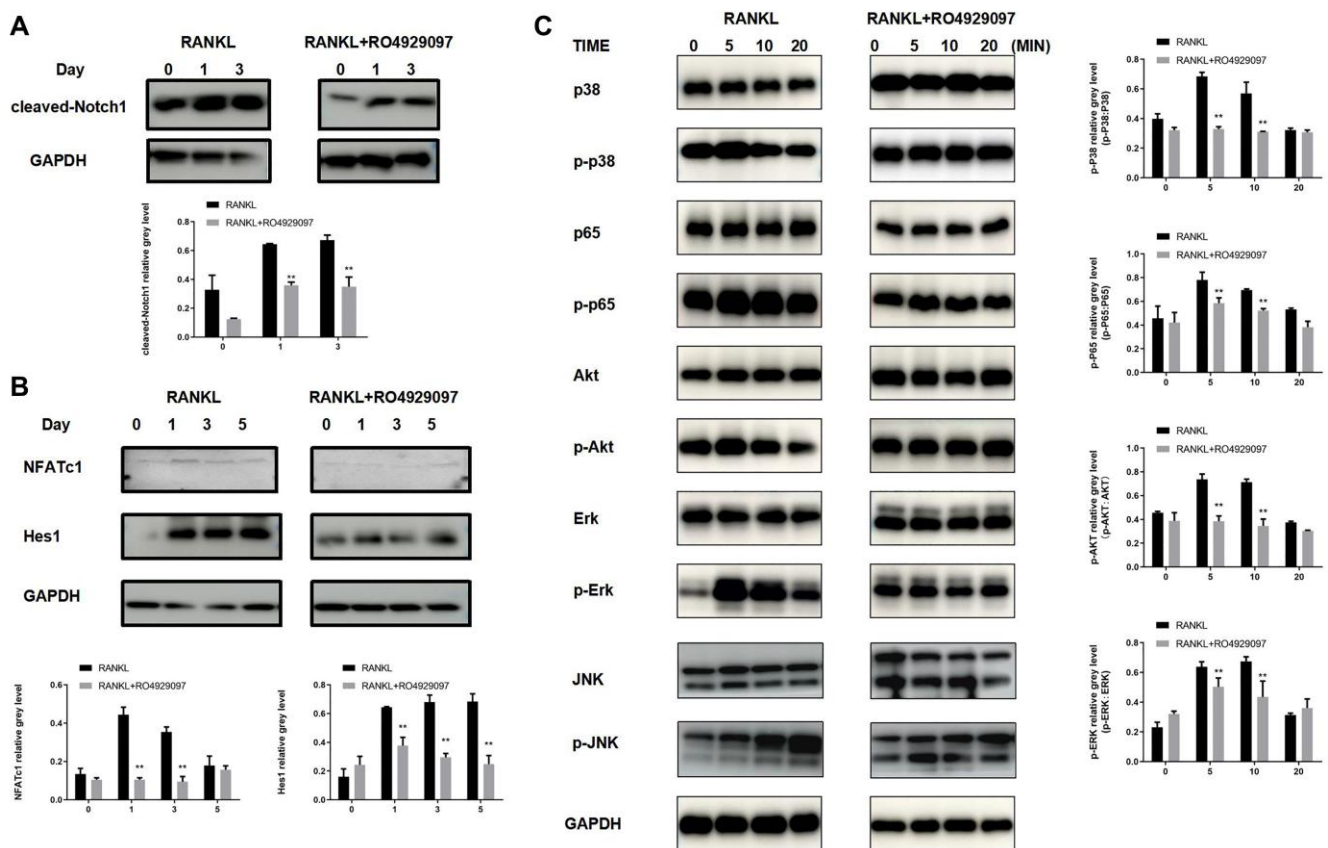 A
RANKL RANKL+RO4929097
Day 0 1 3 0 1 3
cleaved-Notch1
GAPDH
RANKL
RANKL+RO4929097
cleaved-Notch1 relative grey level
0.8
0.6
0.4
0.2
0.0
** **
0 1 3
B
RANKL RANKL+RO4929097
Day 0 1 3 5 0 1 3 5
NFATc1
Hes1
GAPDH
RANKL
RANKL+RO4929097
NFATc1 relative grey level
0.6
0.4
0.2
0.0
** **
0 1 3 5
RANKL
RANKL+RO4929097
Hes1 relative grey level
0.8
0.6
0.4
0.2
0.0
** ** **
0 1 3 5
C
RANKL RANKL+RO4929097
TIME 0 5 10 20 0 5 10 20 (MIN)
p38
p-p38
p65
p-p65
Akt
p-Akt
Erk
p-Erk
JNK
p-JNK
GAPDH
RANKL
RANKL+RO4929097
p-P38 relative grey level
(p-P38:P38)
0.8
0.6
0.4
0.2
0.0
** **
0 5 10 20
RANKL
RANKL+RO4929097
p-P65 relative grey level
(p-P65:P65)
1.0
0.8
0.6
0.4
0.2
0.0
** **
0 5 10 20
RANKL
RANKL+RO4929097
p-AKT relative grey level
(p-AKT: AKT)
1.0
0.8
0.6
0.4
0.2
0.0
** **
0 5 10 20
RANKL
RANKL+RO4929097
p-ERK relative grey level
(p-ERK: ERK)
0.8
0.6
0.4
0.2
0.0
** **
0 5 10 20